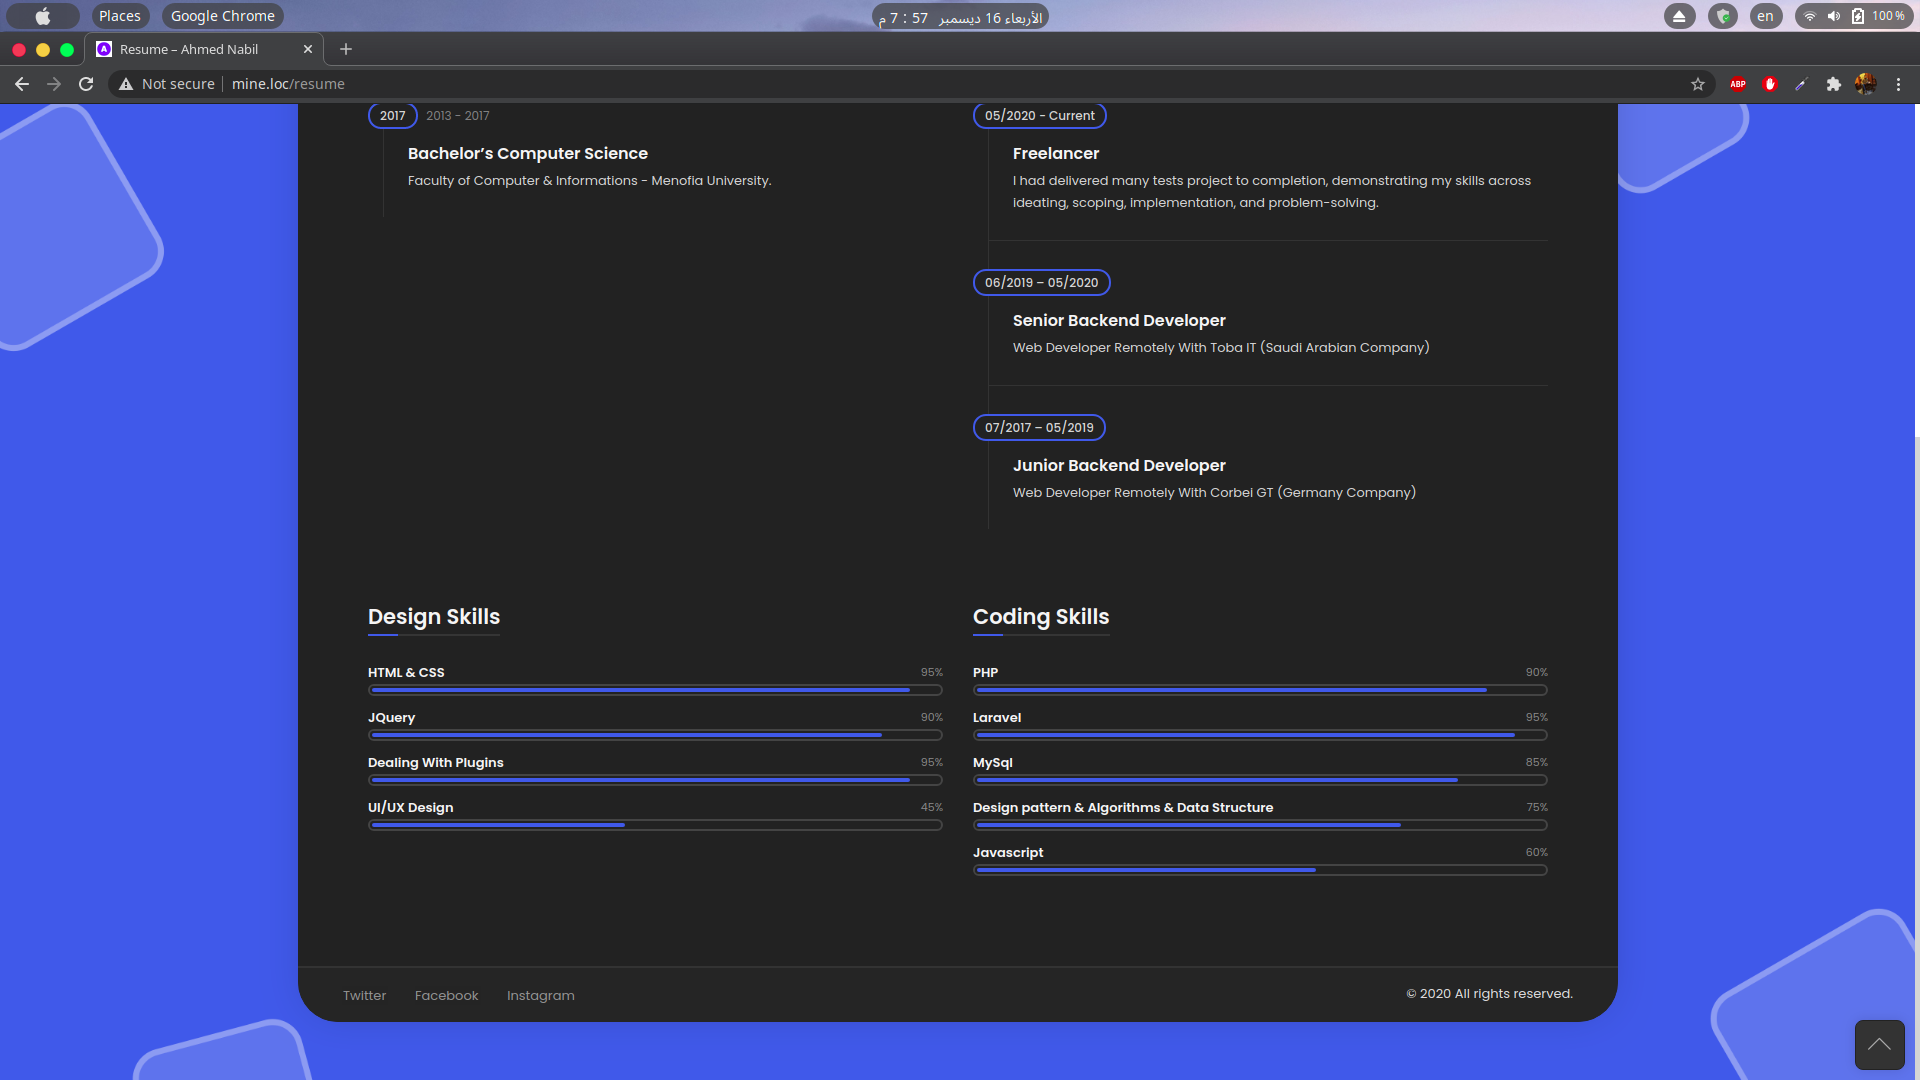 Places
Google Chrome
الأربعاء 16 ديسمبر 57 : 7 م
en
100 %
Resume – Ahmed Nabil
Not secure
mine.loc/resume
ABP
2017
2013 - 2017
Bachelor’s Computer Science
Faculty of Computer & Informations - Menofia University.
05/2020 - Current
Freelancer
I had delivered many tests project to completion, demonstrating my skills across
ideating, scoping, implementation, and problem-solving.
06/2019 – 05/2020
Senior Backend Developer
Web Developer Remotely With Toba IT (Saudi Arabian Company)
07/2017 – 05/2019
Junior Backend Developer
Web Developer Remotely With Corbei GT (Germany Company)
Design Skills
HTML & CSS
95%
JQuery
90%
Dealing With Plugins
95%
UI/UX Design
45%
Coding Skills
PHP
90%
Laravel
95%
MySql
85%
Design pattern & Algorithms & Data Structure
75%
Javascript
60%
Twitter
Facebook
Instagram
© 2020 All rights reserved.